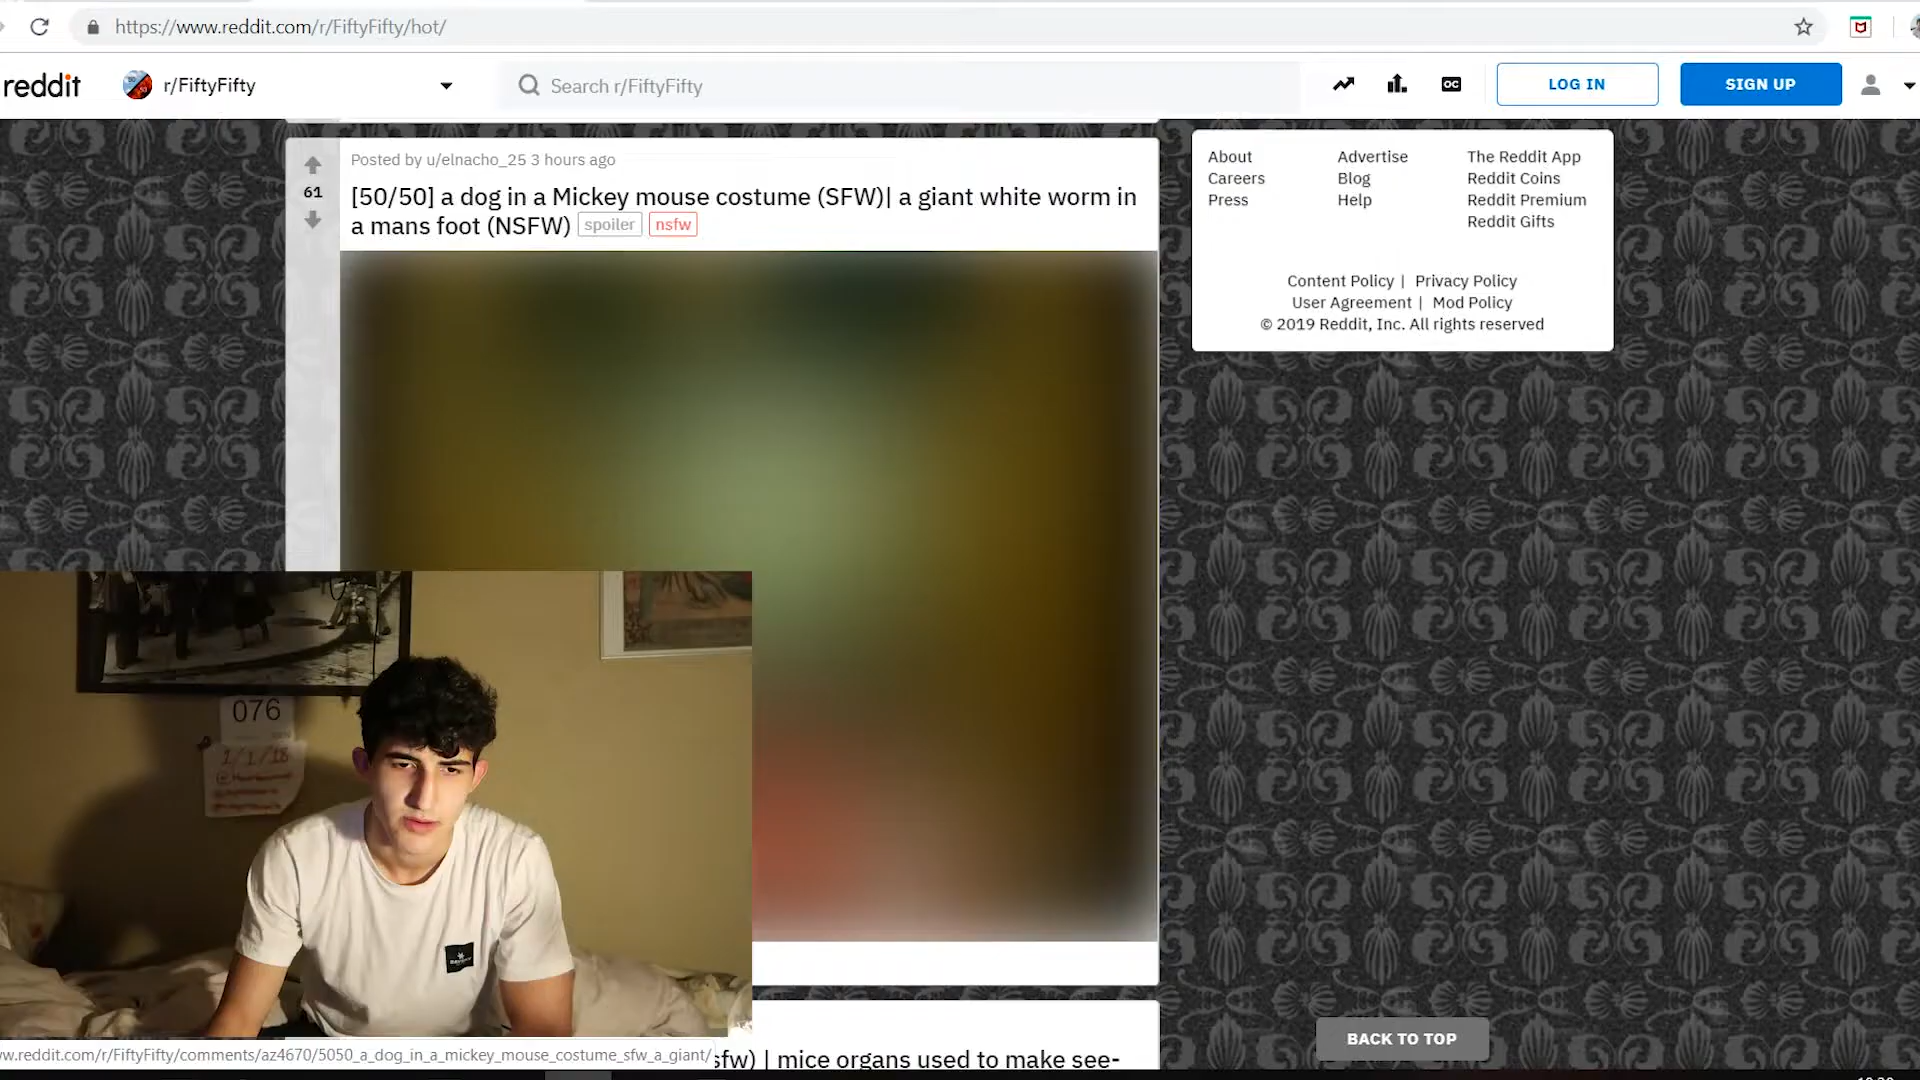 https://www.reddit.com/r/FiftyFifty/hot/
reddit
r/FiftyFifty
Search r/FiftyFifty
OC
LOG IN
SIGN UP
Posted by u/elnacho_25 3 hours ago
61
[50/50] a dog in a Mickey mouse costume (SFW)| a giant white worm in
a mans foot (NSFW) spoiler nsfw
About Advertise The Reddit App
Careers Blog Reddit Coins
Press Help Reddit Premium
Reddit Gifts
Content Policy | Privacy Policy
User Agreement | Mod Policy
© 2019 Reddit, Inc. All rights reserved
076
1/1/18
BACK TO TOP
w.reddit.com/r/FiftyFifty/comments/az4670/5050_a_dog_in_a_mickey_mouse_costume_sfw_a_giant/
sfw) | mice organs used to make see-